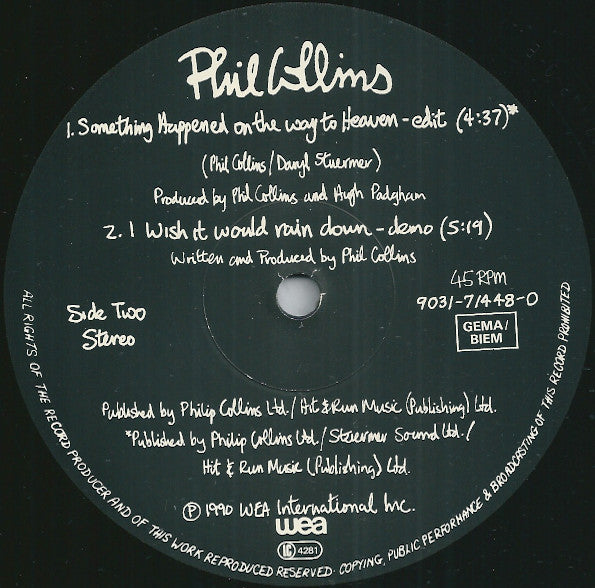 Phil Collins
1. Something Happened on the way to Heaven - edit (4:37)*
(Phil Collins/Daryl Stuermer)
Produced by Phil Collins and Hugh Padgham
2. I Wish it would rain down - demo (5:19)
Written and Produced by Phil Collins
45 RPM
9031-71448-0
GEMA/
BIEM
Side Two
Stereo
Published by Philip Collins Ltd./Hit & Run Music (Publishing) Ltd.
*Published by Philip Collins Ltd./Stuermer Sound Ltd./
Hit & Run Music (Publishing) Ltd.
℗ 1990 WEA International Inc.
wea
LC 4281
ALL RIGHTS OF THE RECORD PRODUCER AND OF THIS WORK REPRODUCED RESERVED · COPYING, PUBLIC PERFORMANCE & BROADCASTING OF THIS RECORD PROHIBITED